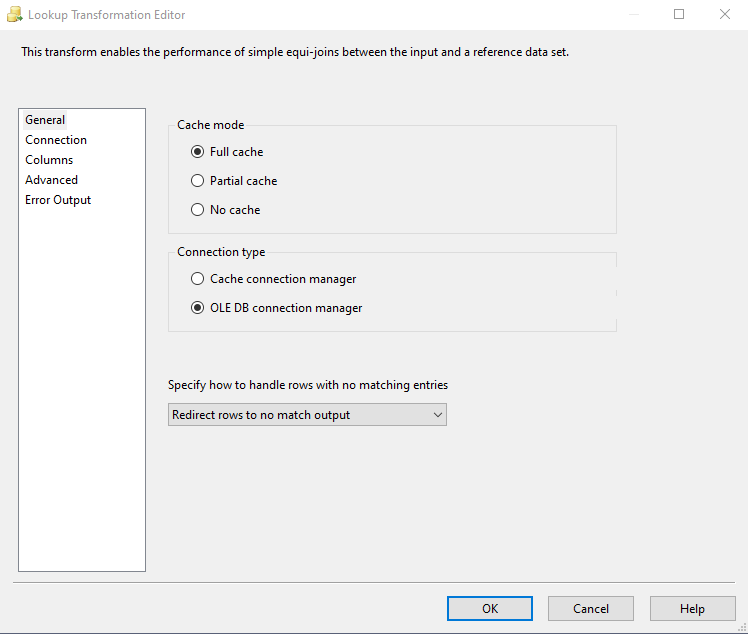 Lookup Transformation Editor
This transform enables the performance of simple equi-joins between the input and a reference data set.
General
Connection
Columns
Advanced
Error Output
Cache mode
Full cache
Partial cache
No cache
Connection type
Cache connection manager
OLE DB connection manager
Specify how to handle rows with no matching entries
Redirect rows to no match output
OK
Cancel
Help